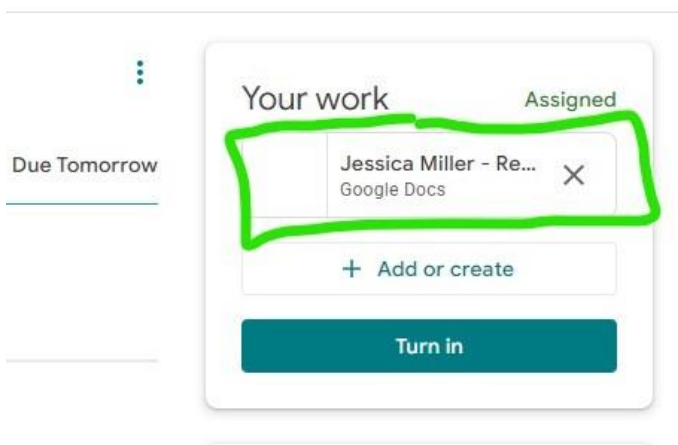 Your work
Assigned
Due Tomorrow
Jessica Miller - Re...
Google Docs
+ Add or create
Turn in